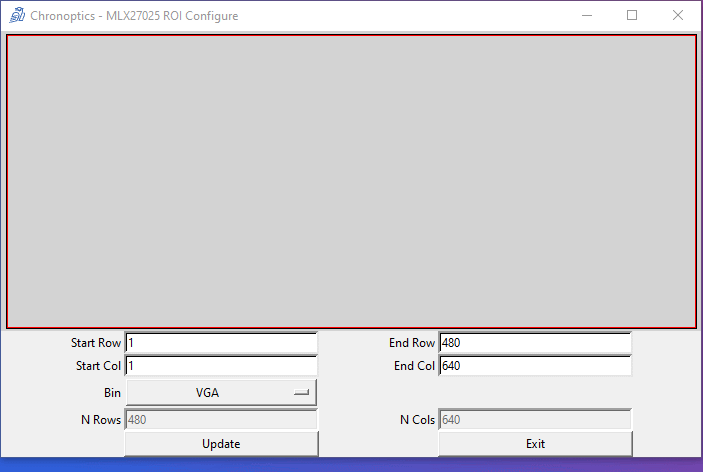 Chronoptics - MLX27025 ROI Configure
Start Row 1 End Row 480
Start Col 1 End Col 640
Bin VGA
N Rows 480 N Cols 640
Update Exit